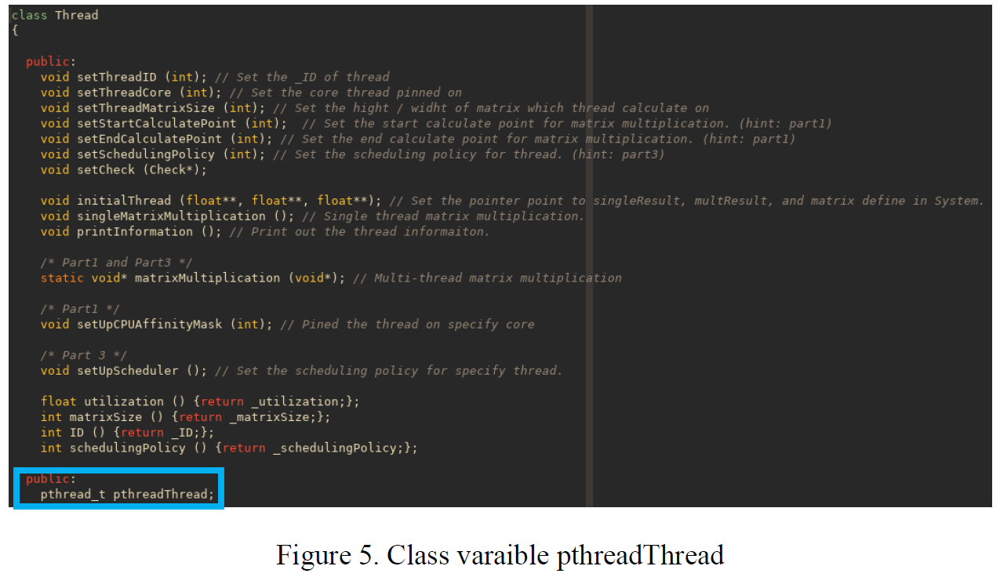 class Thread
{
public:
void setThreadID (int); // Set the _ID of thread
void setThreadCore (int); // Set the core thread pinned on
void setThreadMatrixSize (int); // Set the hight / widht of matrix which thread calculate on
void setStartCalculatePoint (int);  // Set the start calculate point for matrix multiplication. (hint: part1)
void setEndCalculatePoint (int); // Set the end calculate point for matrix multiplication. (hint: part1)
void setSchedulingPolicy (int); // Set the scheduling policy for thread. (hint: part3)
void setCheck (Check*);
void initialThread (float**, float**, float**); // Set the pointer point to singleResult, multResult, and matrix define in System.
void singleMatrixMultiplication (); // Single thread matrix multiplication.
void printInformation (); // Print out the thread informaiton.
/* Part1 and Part3 */
static void* matrixMultiplication (void*); // Multi-thread matrix multiplication
/* Part1 */
void setUpCPUAffinityMask (int); // Pined the thread on specify core
/* Part 3 */
void setUpScheduler (); // Set the scheduling policy for specify thread.
float utilization () {return _utilization;};
int matrixSize () {return _matrixSize;};
int ID () {return _ID;};
int schedulingPolicy () {return _schedulingPolicy;};
public:
pthread_t pthreadThread;
Figure 5. Class varaible pthreadThread